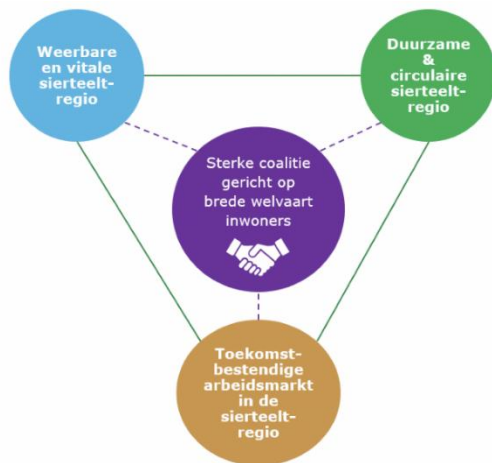 Weerbare
en vitale
sierteelt-
regio
Duurzame
&
circulaire
sierteelt-
regio
Sterke coalitie
gericht op
brede welvaart
inwoners
Toekomst-
bestendige
arbeidsmarkt
in de
sierteelt-
regio